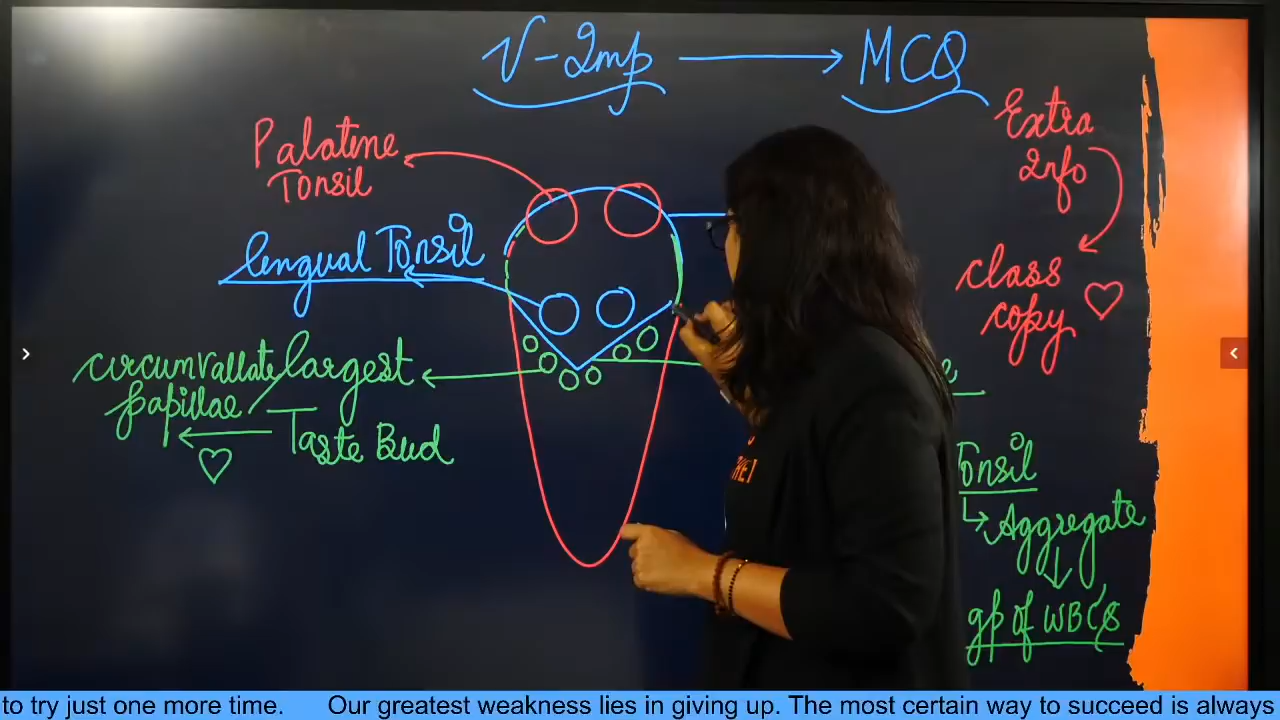 V-Imp → MCQ
Extra
Info
Palatine
Tonsil
lengual Tonsil
class
copy
circumvallate largest
papillae
Taste Bud
Tonsil
Aggregate
gp of WBCs
to try just one more time. Our greatest weakness lies in giving up. The most certain way to succeed is always